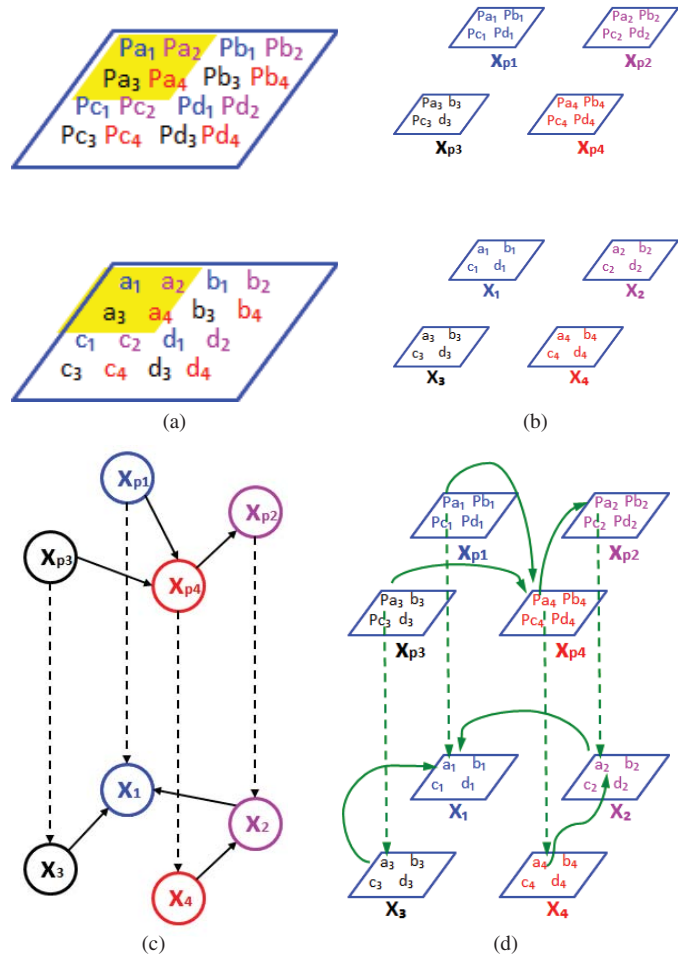 Pa₁ Pa₂ Pb₁ Pb₂
Pa₃ Pa₄ Pb₃ Pb₄
Pc₁ Pc₂ Pd₁ Pd₂
Pc₃ Pc₄ Pd₃ Pd₄
a₁ a₂ b₁ b₂
a₃ a₄ b₃ b₄
c₁ c₂ d₁ d₂
c₃ c₄ d₃ d₄
(a)
Pa₁ Pb₁
Pc₁ Pd₁
Xp1
Pa₂ Pb₂
Pc₂ Pd₂
Xp2
Pa₃ b₃
Pc₃ d₃
Xp3
Pa₄ Pb₄
Pc₄ Pd₄
Xp4
a₁ b₁
c₁ d₁
X₁
a₂ b₂
c₂ d₂
X₂
a₃ b₃
c₃ d₃
X₃
a₄ b₄
c₄ d₄
X₄
(b)
Xp1
Xp2
Xp3
Xp4
X₁
X₂
X₃
X₄
(c)
Pa₁ Pb₁
Pc₁ Pd₁
Xp1
Pa₂ Pb₂
Pc₂ Pd₂
Xp2
Pa₃ b₃
Pc₃ d₃
Xp3
Pa₄ Pb₄
Pc₄ Pd₄
Xp4
a₁ b₁
c₁ d₁
X₁
a₂ b₂
c₂ d₂
X₂
a₃ b₃
c₃ d₃
X₃
a₄ b₄
c₄ d₄
X₄
(d)